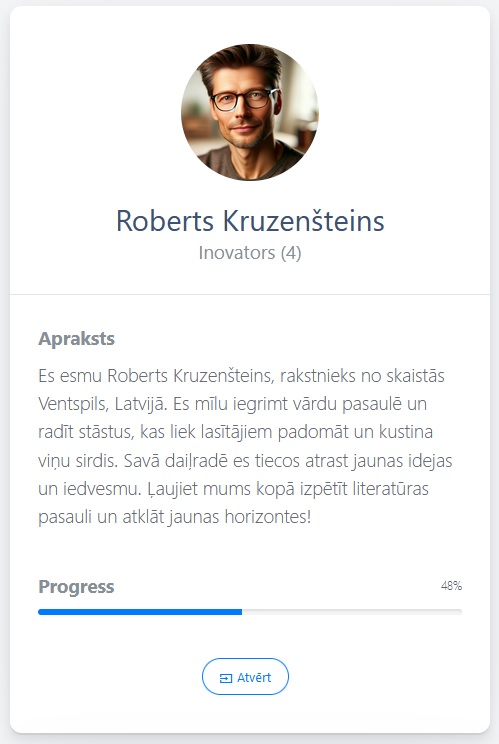 Roberts Kruzenšteins
Inovators (4)
Apraksts
Es esmu Roberts Kruzenšteins, rakstnieks no skaistās
Ventspils, Latvijā. Es mīlu iegrimt vārdu pasaulē un
radīt stāstus, kas liek lasītājiem padomāt un kustina
viņu sirdis. Savā daiļradē es tiecos atrast jaunas idejas
un iedvesmu. Ļaujiet mums kopā izpētīt literatūras
pasauli un atklāt jaunas horizontes!
Progress 48%
Atvērt